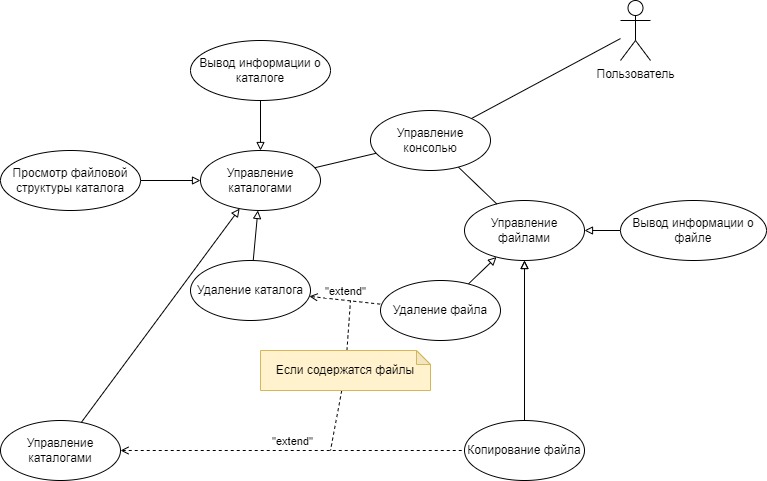 Пользователь
Вывод информации о
каталоге
Управление
консолью
Просмотр файловой
структуры каталога
Управление
каталогами
Управление
файлами
Вывод информации о
файле
Удаление каталога
"extend"
Удаление файла
Если содержатся файлы
Управление
каталогами
"extend"
Копирование файла